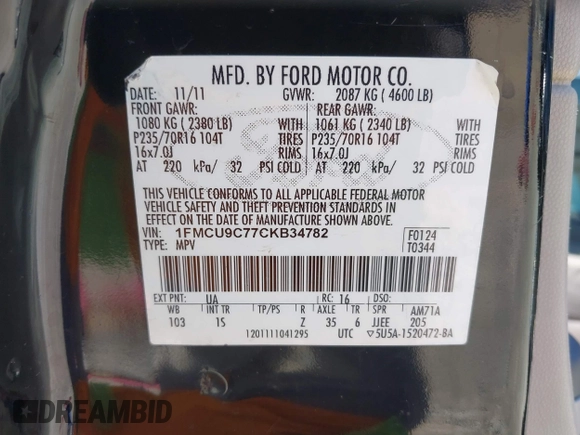 MFD. BY FORD MOTOR CO.
DATE: 11/11 GVWR: 2087 KG ( 4600 LB)
FRONT GAWR: REAR GAWR:
1080 KG ( 2380 LB) WITH 1061 KG ( 2340 LB) WITH
P235/70R16 104T TIRES P235/70R16 104T TIRES
16x7.0J RIMS 16x7.0J RIMS
AT 220 kPa/ 32 PSI COLD AT 220 kPa/ 32 PSI COLD
THIS VEHICLE CONFORMS TO ALL APPLICABLE FEDERAL MOTOR
VEHICLE SAFETY AND THEFT PREVENTION STANDARDS IN
EFFECT ON THE DATE OF MANUFACTURE SHOWN ABOVE.
VIN: 1FMCU9C77CKB34782 F0124
TYPE: MPV T0344
EXT PNT: UA RC: 16 DSO:
WB INT TR TP/PS R AXLE TR SPR AM71A
103 1S Z 35 6 JJEE 205
1201111041295 UTC ▽5U5A-1520472-BA
DREAMBID